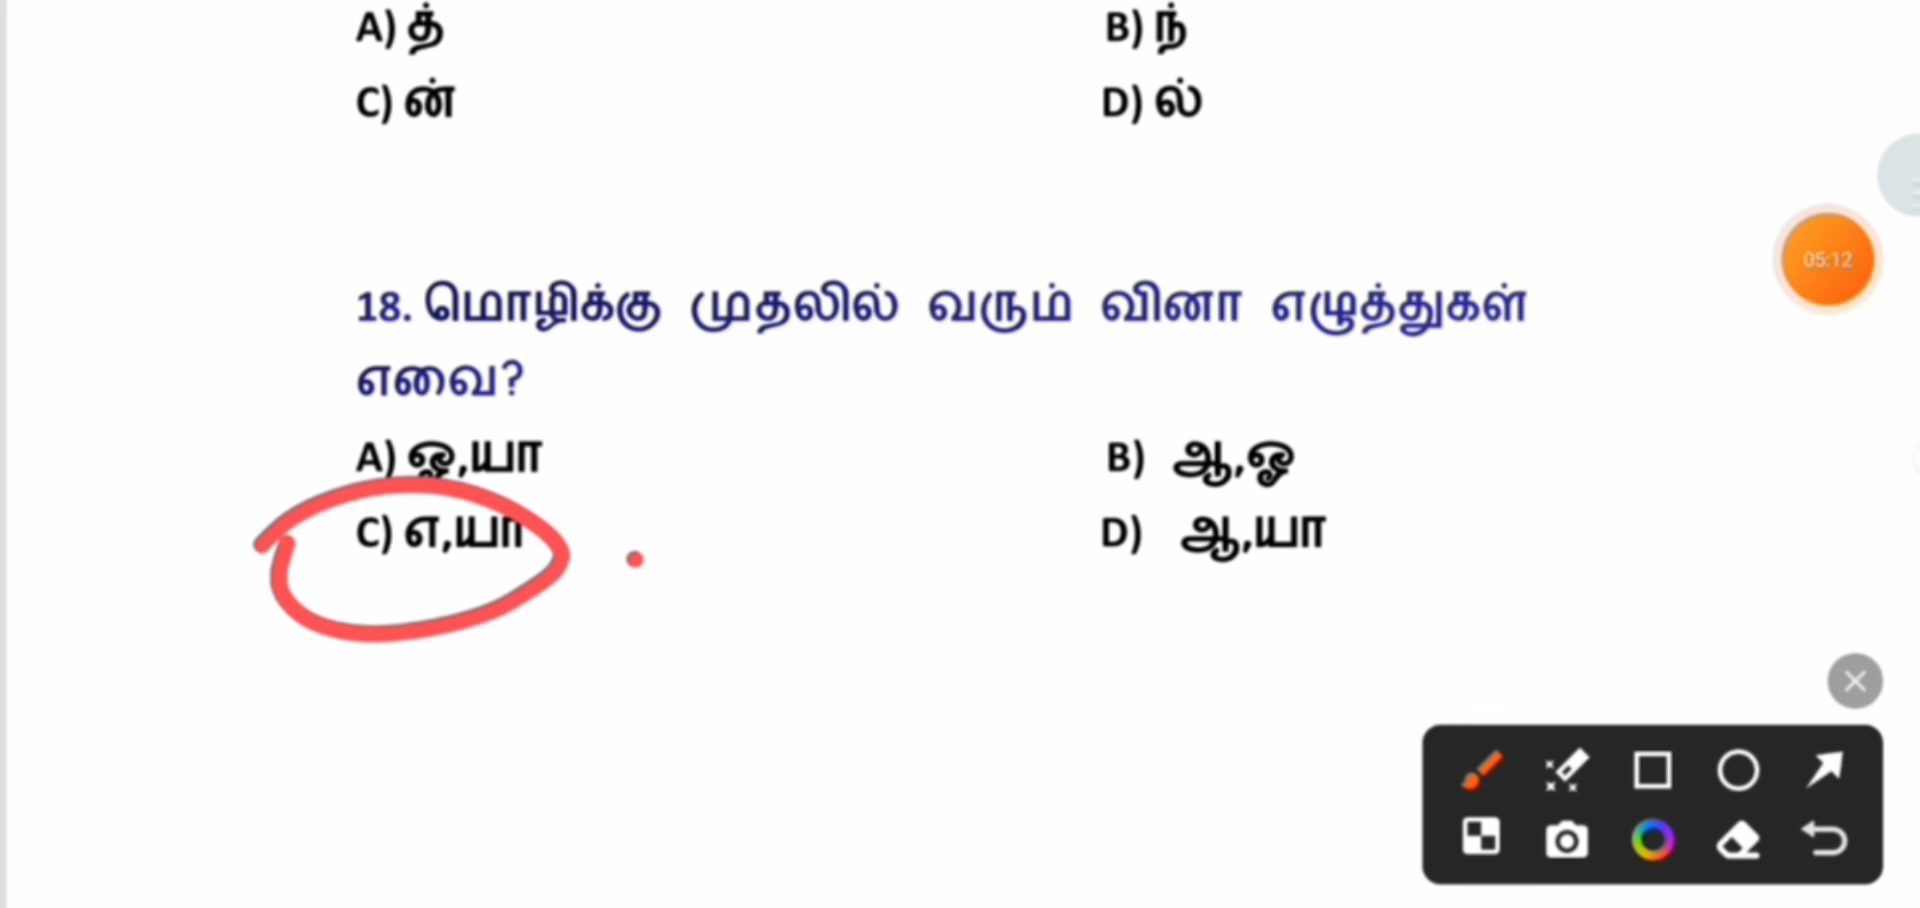 A) த் B) ந்
C) ன் D) ல்
05:12
18. மொழிக்கு முதலில் வரும் வினா எழுத்துகள்
எவை?
A) ஓ,யா B) ஆ,ஓ
C) எ,யா D) ஆ,யா